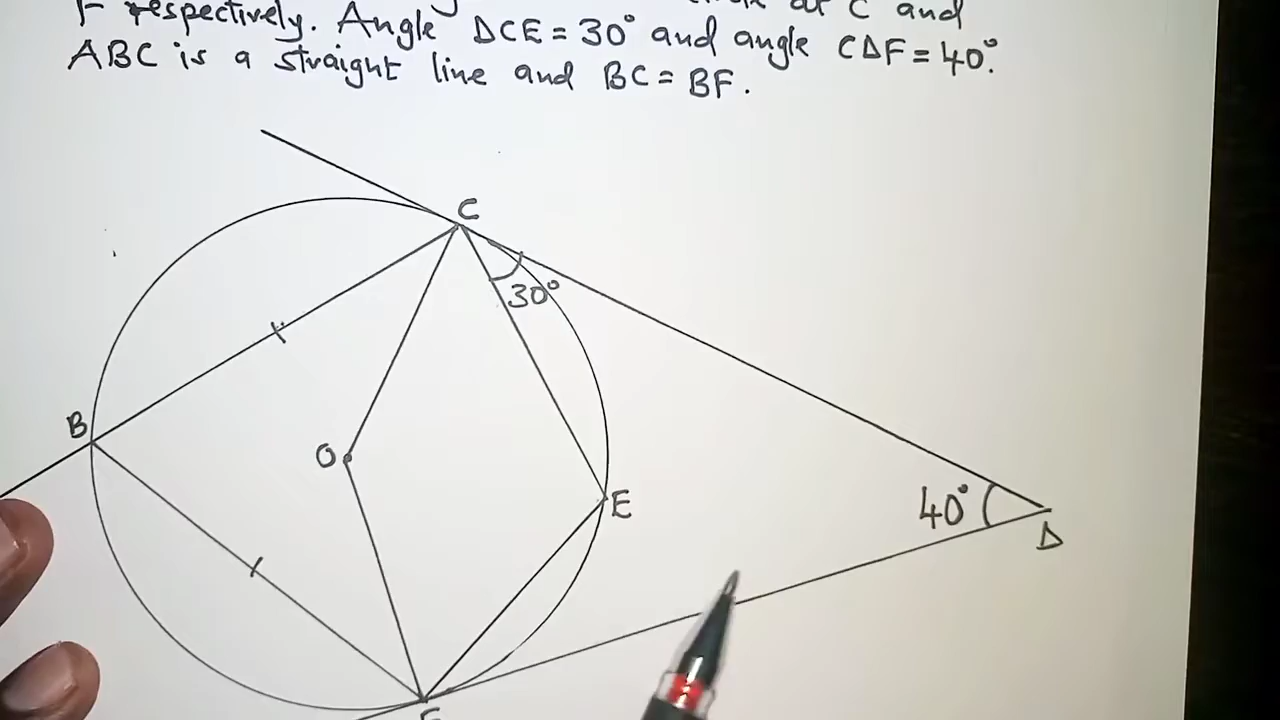 respectively. Angle DCE = 30° and angle CDF = 40°.
ABC is a straight line and BC = BF.
C
30°
B
O
E
40°
D